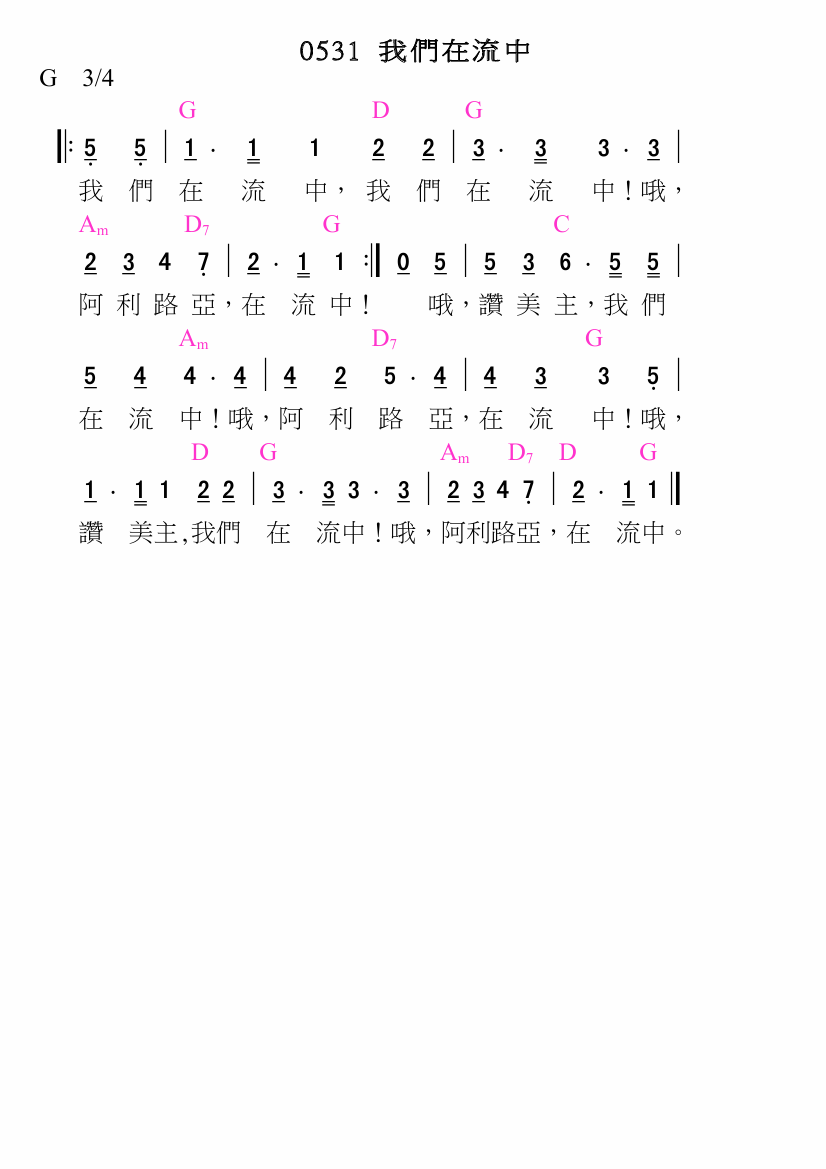 0531 我們在流中
G 3/4
G D G
5 5 | 1 · 1 1 2 2 | 3 · 3 3 · 3 |
我 們 在 流 中， 我 們 在 流 中！哦，
Am D7 G C
2 3 4 7 | 2 · 1 1 :‖ 0 5 | 5 3 6 · 5 5 |
阿 利 路 亞，在 流 中！ 哦，讚 美 主，我 們
Am D7 G
5 4 4 · 4 | 4 2 5 · 4 | 4 3 3 5 |
在 流 中！哦，阿 利 路 亞，在 流 中！哦，
D G Am D7 D G
1 · 1 1 2 2 | 3 · 3 3 · 3 | 2 3 4 7 | 2 · 1 1 ‖
讚 美主,我們 在 流中！哦，阿利路亞，在 流中。